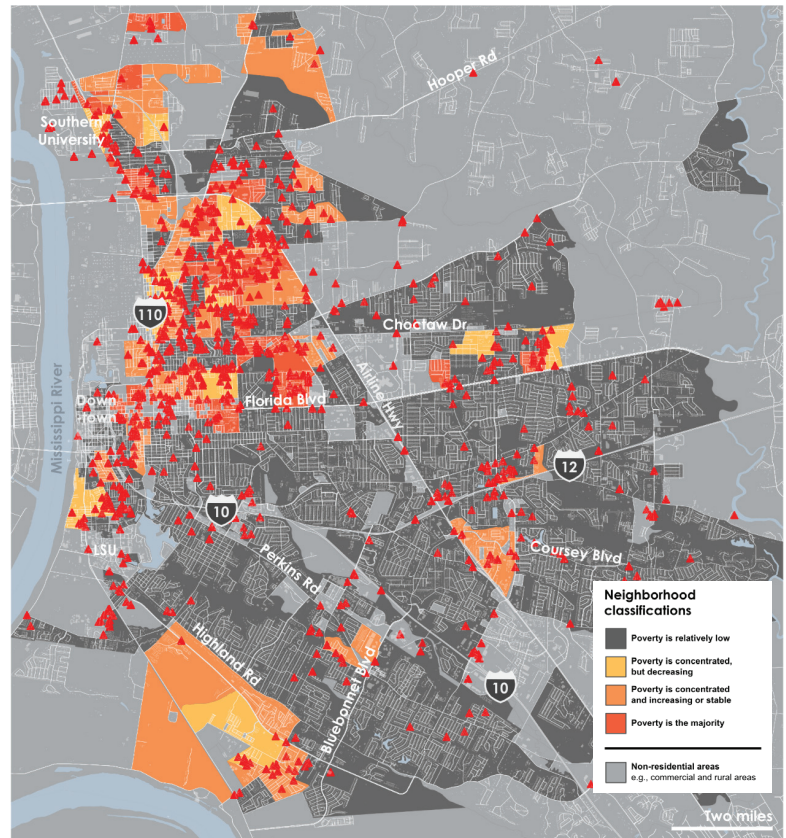 Hooper Rd
Southern
University
110
Choctaw Dr
Airline Hwy
Mississippi River
Down
-town
Florida Blvd
12
10
LSU
Perkins Rd
Coursey Blvd
Highland Rd
Bluebonnet Blvd
10
Neighborhood
classifications
Poverty is relatively low
Poverty is concentrated,
but decreasing
Poverty is concentrated
and increasing or stable
Poverty is the majority
Non-residential areas
e.g., commercial and rural areas
Two miles